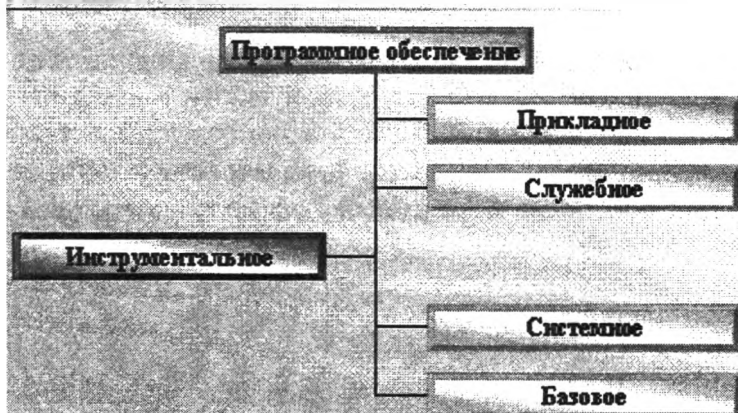 Программное обеспечение
Прикладное
Служебное
Инструментальное
Системное
Базовое